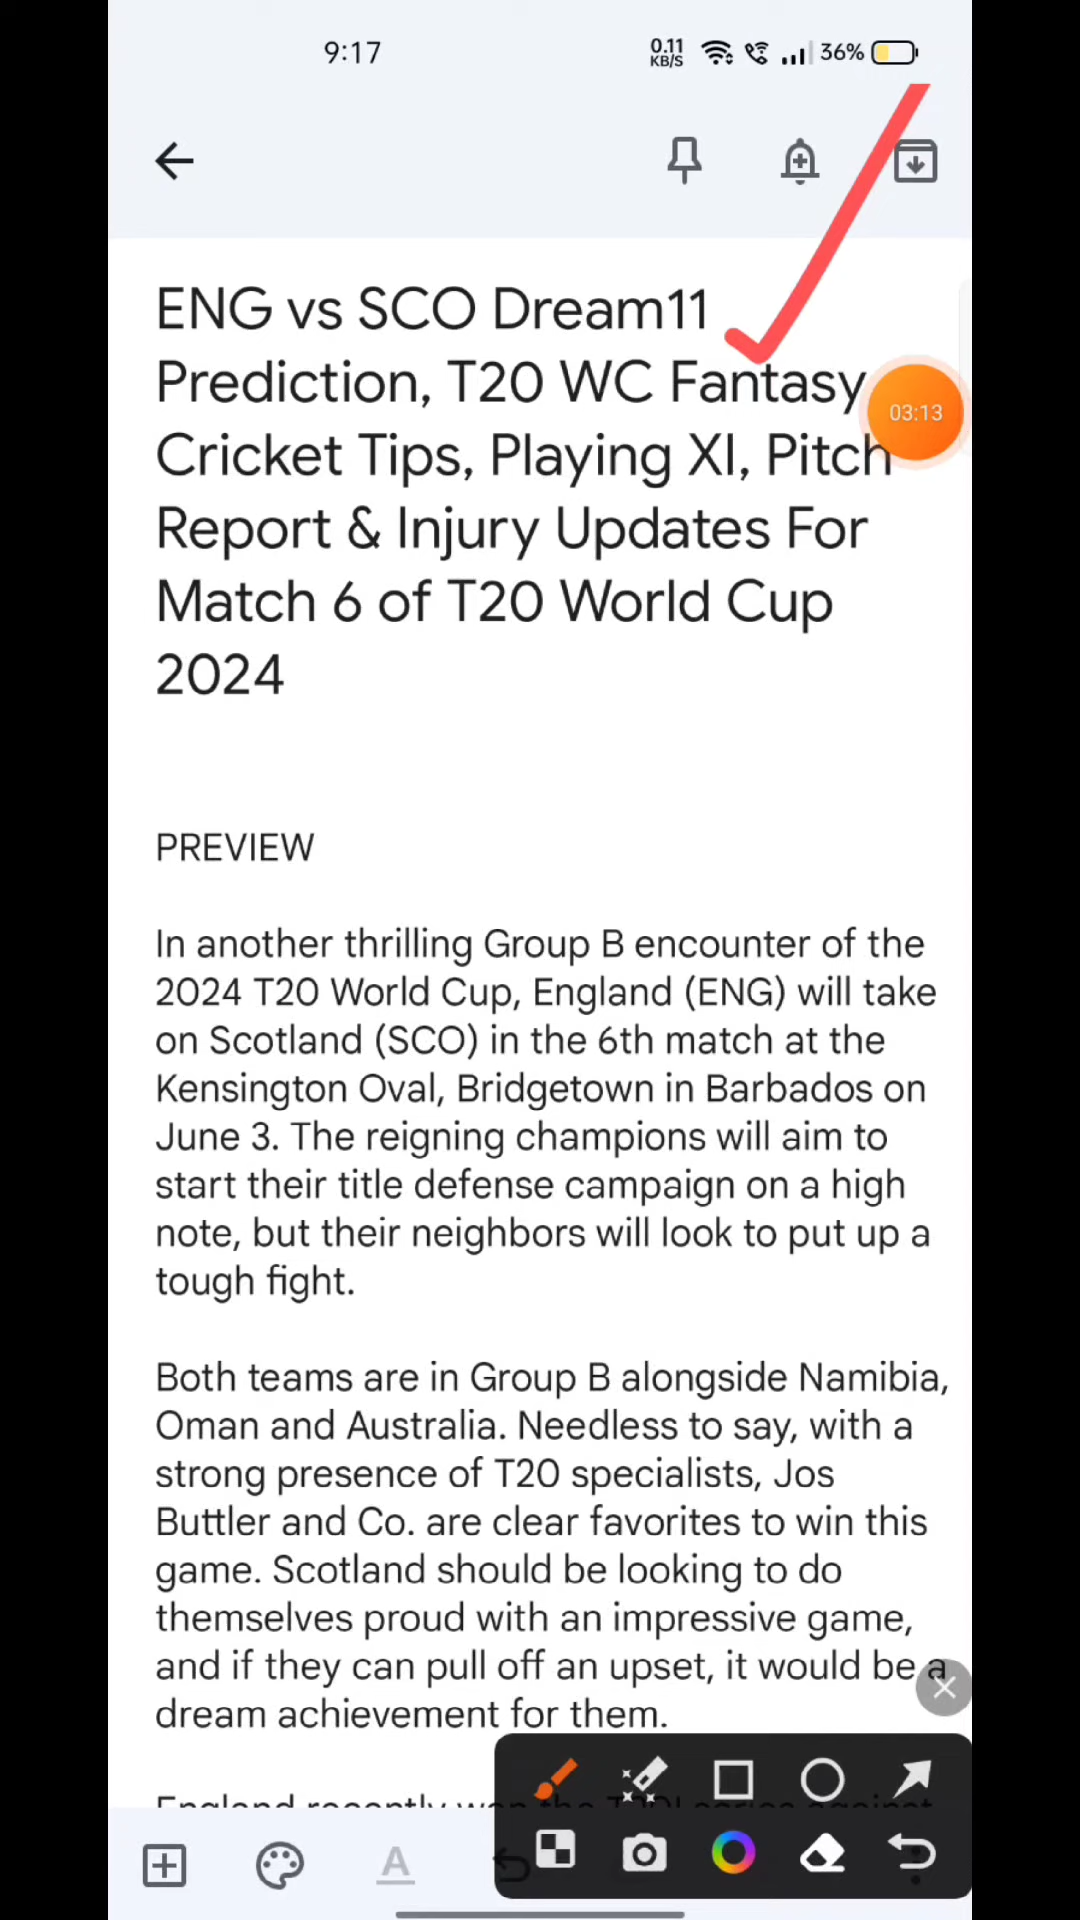 9:17
0.11
KB/S
36%
ENG vs SCO Dream11
Prediction, T20 WC Fantasy
03:13
Cricket Tips, Playing XI, Pitch
Report & Injury Updates For
Match 6 of T20 World Cup
2024
PREVIEW
In another thrilling Group B encounter of the
2024 T20 World Cup, England (ENG) will take
on Scotland (SCO) in the 6th match at the
Kensington Oval, Bridgetown in Barbados on
June 3. The reigning champions will aim to
start their title defense campaign on a high
note, but their neighbors will look to put up a
tough fight.
Both teams are in Group B alongside Namibia,
Oman and Australia. Needless to say, with a
strong presence of T20 specialists, Jos
Buttler and Co. are clear favorites to win this
game. Scotland should be looking to do
themselves proud with an impressive game,
and if they can pull off an upset, it would be a
dream achievement for them.
England recently won the T20I series against
A